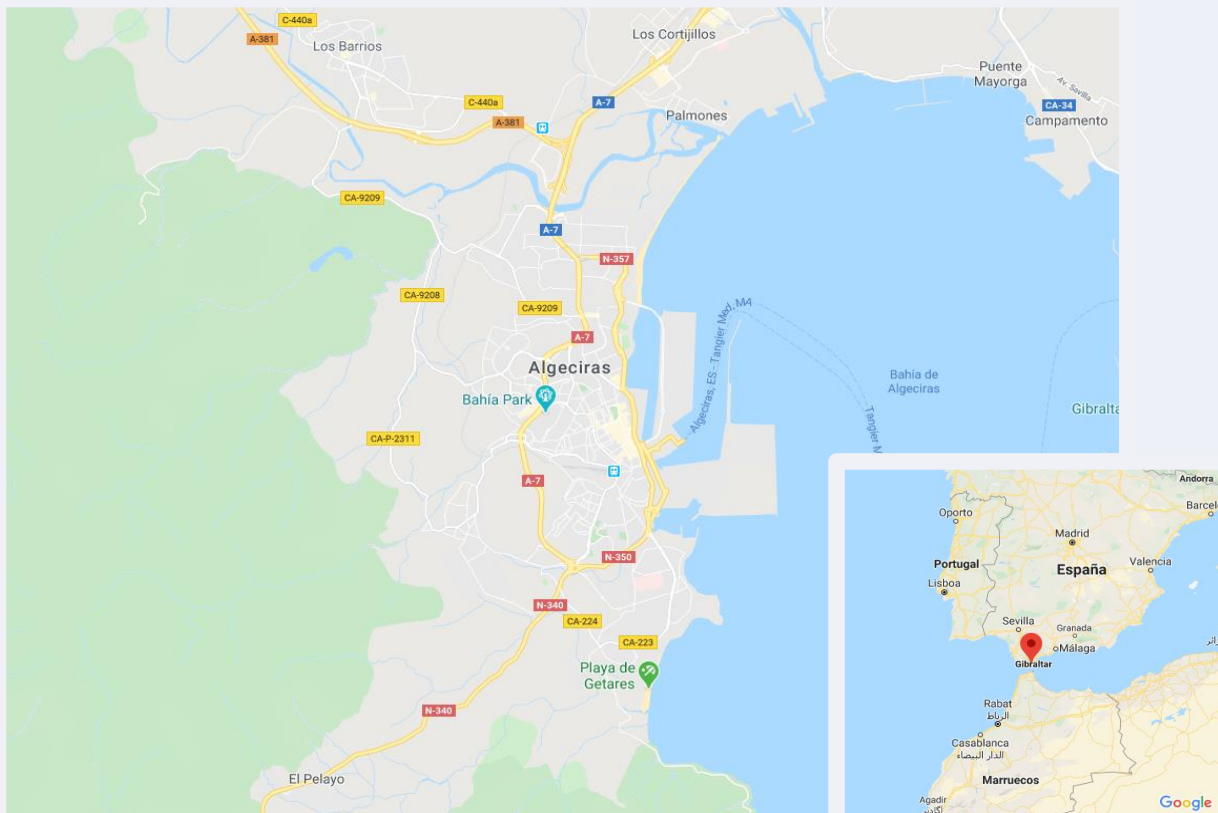 C-440a
A-381
Los Barrios
Los Cortijillos
Puente
Mayorga
Av. Sevilla
CA-34
Campamento
C-440a
A-7
A-381
Palmones
CA-9209
A-7
N-357
CA-9208
CA-9209
A-7
Algeciras, ES - Tangier Med, MA
Algeciras
Bahía Park
Bahía de
Algeciras
Gibralta
Tangier M
CA-P-2311
A-7
N-350
N-340
CA-224
CA-223
Playa de
Getares
N-340
El Pelayo
Andorra
Oporto
Barcel
Madrid
Portugal
España
Valencia
Lisboa
Sevilla
Granada
Málaga
Gibraltar
Rabat
الرباط
Casablanca
الدار البيضاء
Marruecos
Agadir
أكادير
Google